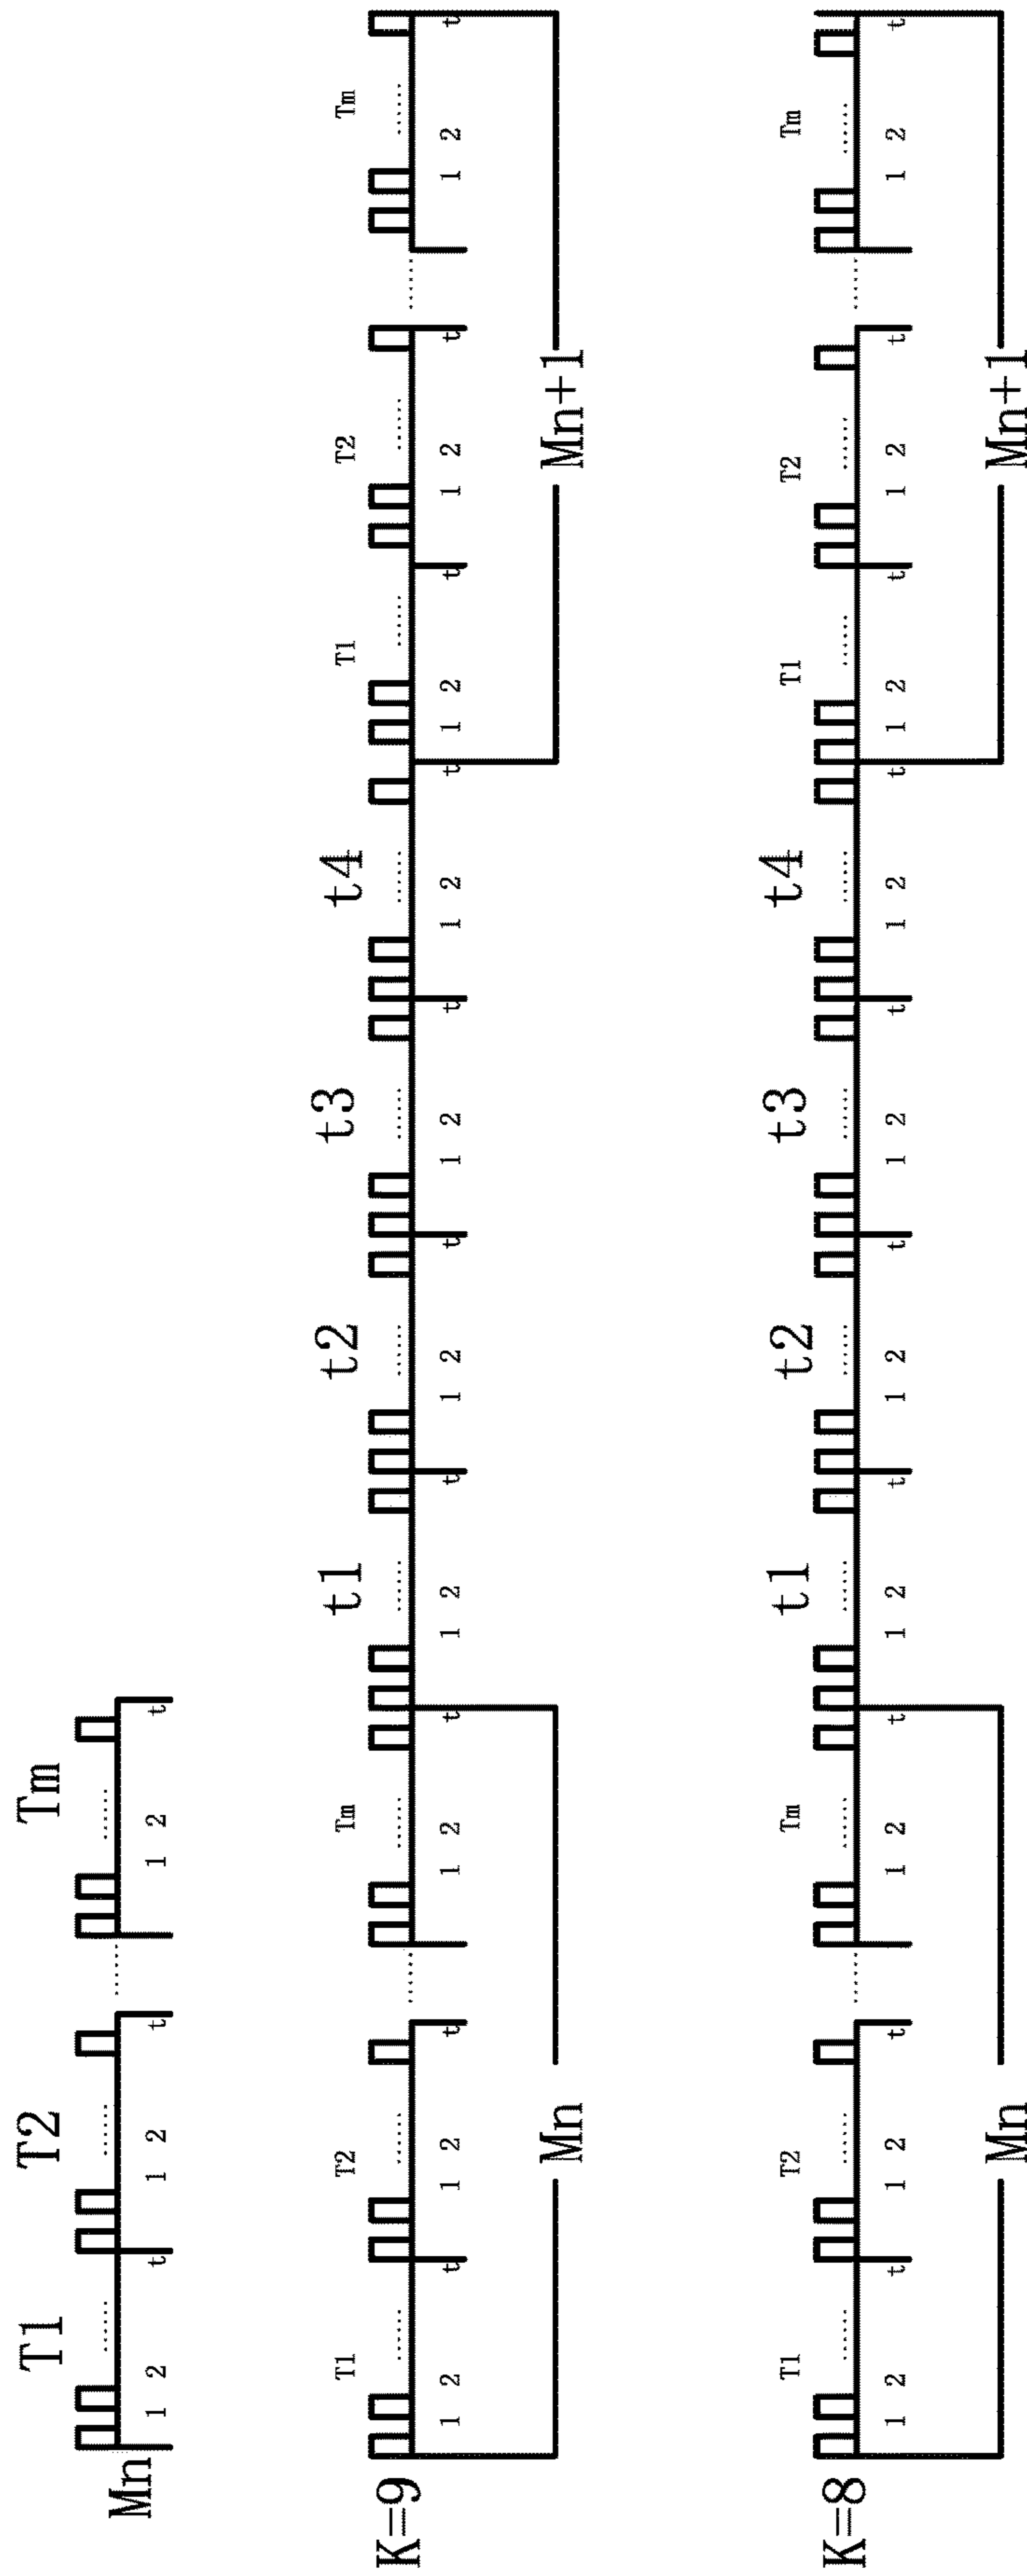 T1 T2 Tm
Mn 1 2 t 1 2 t 1 2 t
T1 T2 Tm t1 t2 t3 t4 T1 T2 Tm
K=9 1 2 t 1 2 t 1 2 t 1 2 t 1 2 t 1 2 t 1 2 t 1 2 t 1 2 t 1 2 t
Mn Mn+1
T1 T2 Tm t1 t2 t3 t4 T1 T2 Tm
K=8 1 2 t 1 2 t 1 2 t 1 2 t 1 2 t 1 2 t 1 2 t 1 2 t 1 2 t 1 2 t
Mn Mn+1